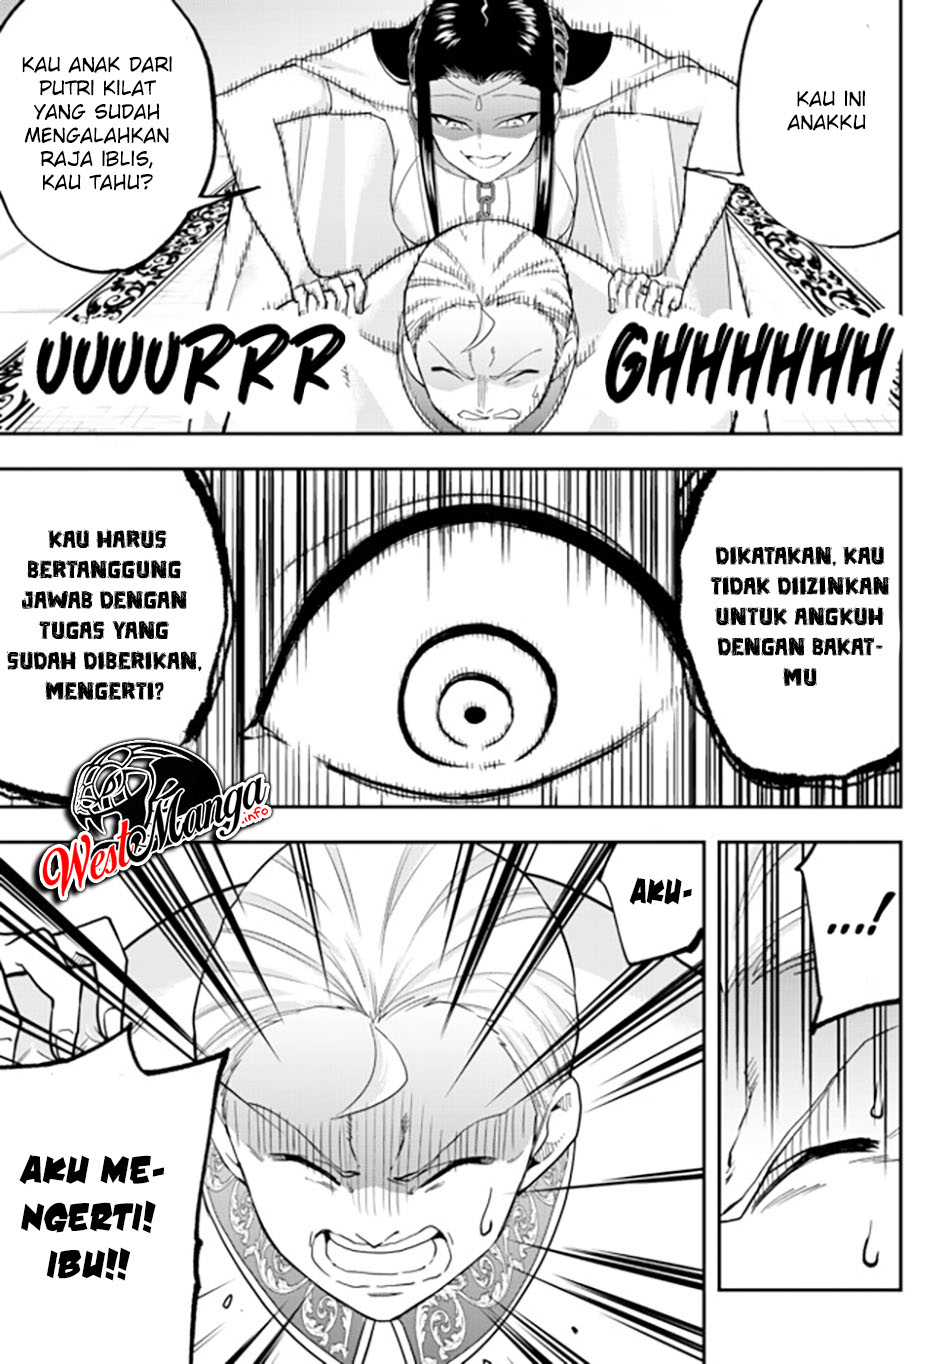 KAU INI
ANAKKU
KAU ANAK DARI
PUTRI KILAT
YANG SUDAH
MENGALAHKAN
RAJA IBLIS,
KAU TAHU?
UUUURRR
GHHHHHH
DIKATAKAN, KAU
TIDAK DIIZINKAN
UNTUK ANGKUH
DENGAN BAKAT-
MU
KAU HARUS
BERTANGGUNG
JAWAB DENGAN
TUGAS YANG
SUDAH DIBERIKAN,
MENGERTI?
WestManga
.info
....!
AKU-
AKU ME-
NGERTI!
IBU!!